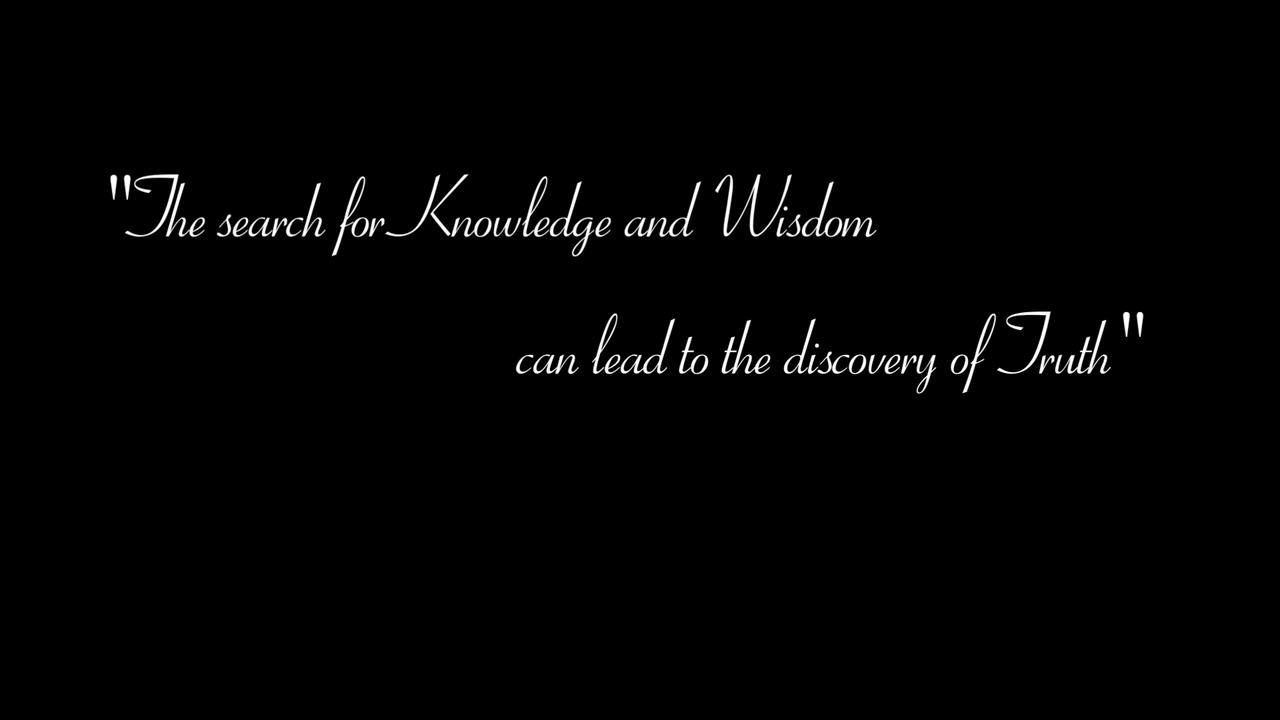 "The search for Knowledge and Wisdom
can lead to the discovery of Truth"